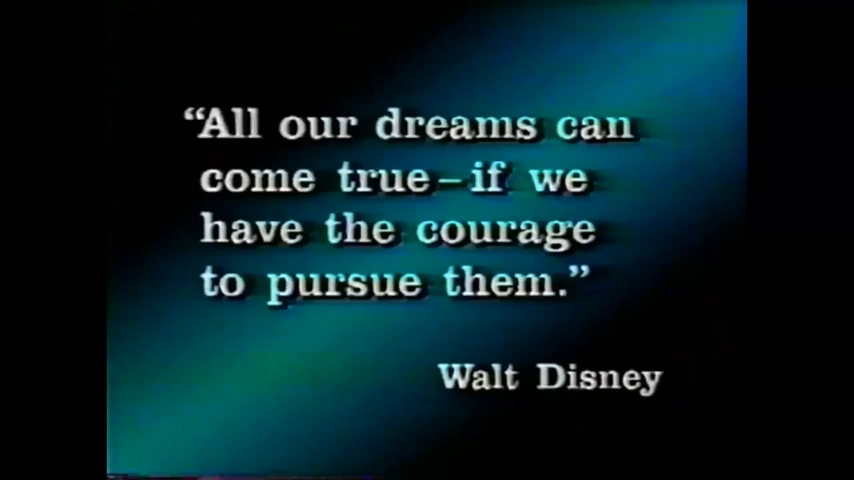 “All our dreams can
come true – if we
have the courage
to pursue them.”
Walt Disney